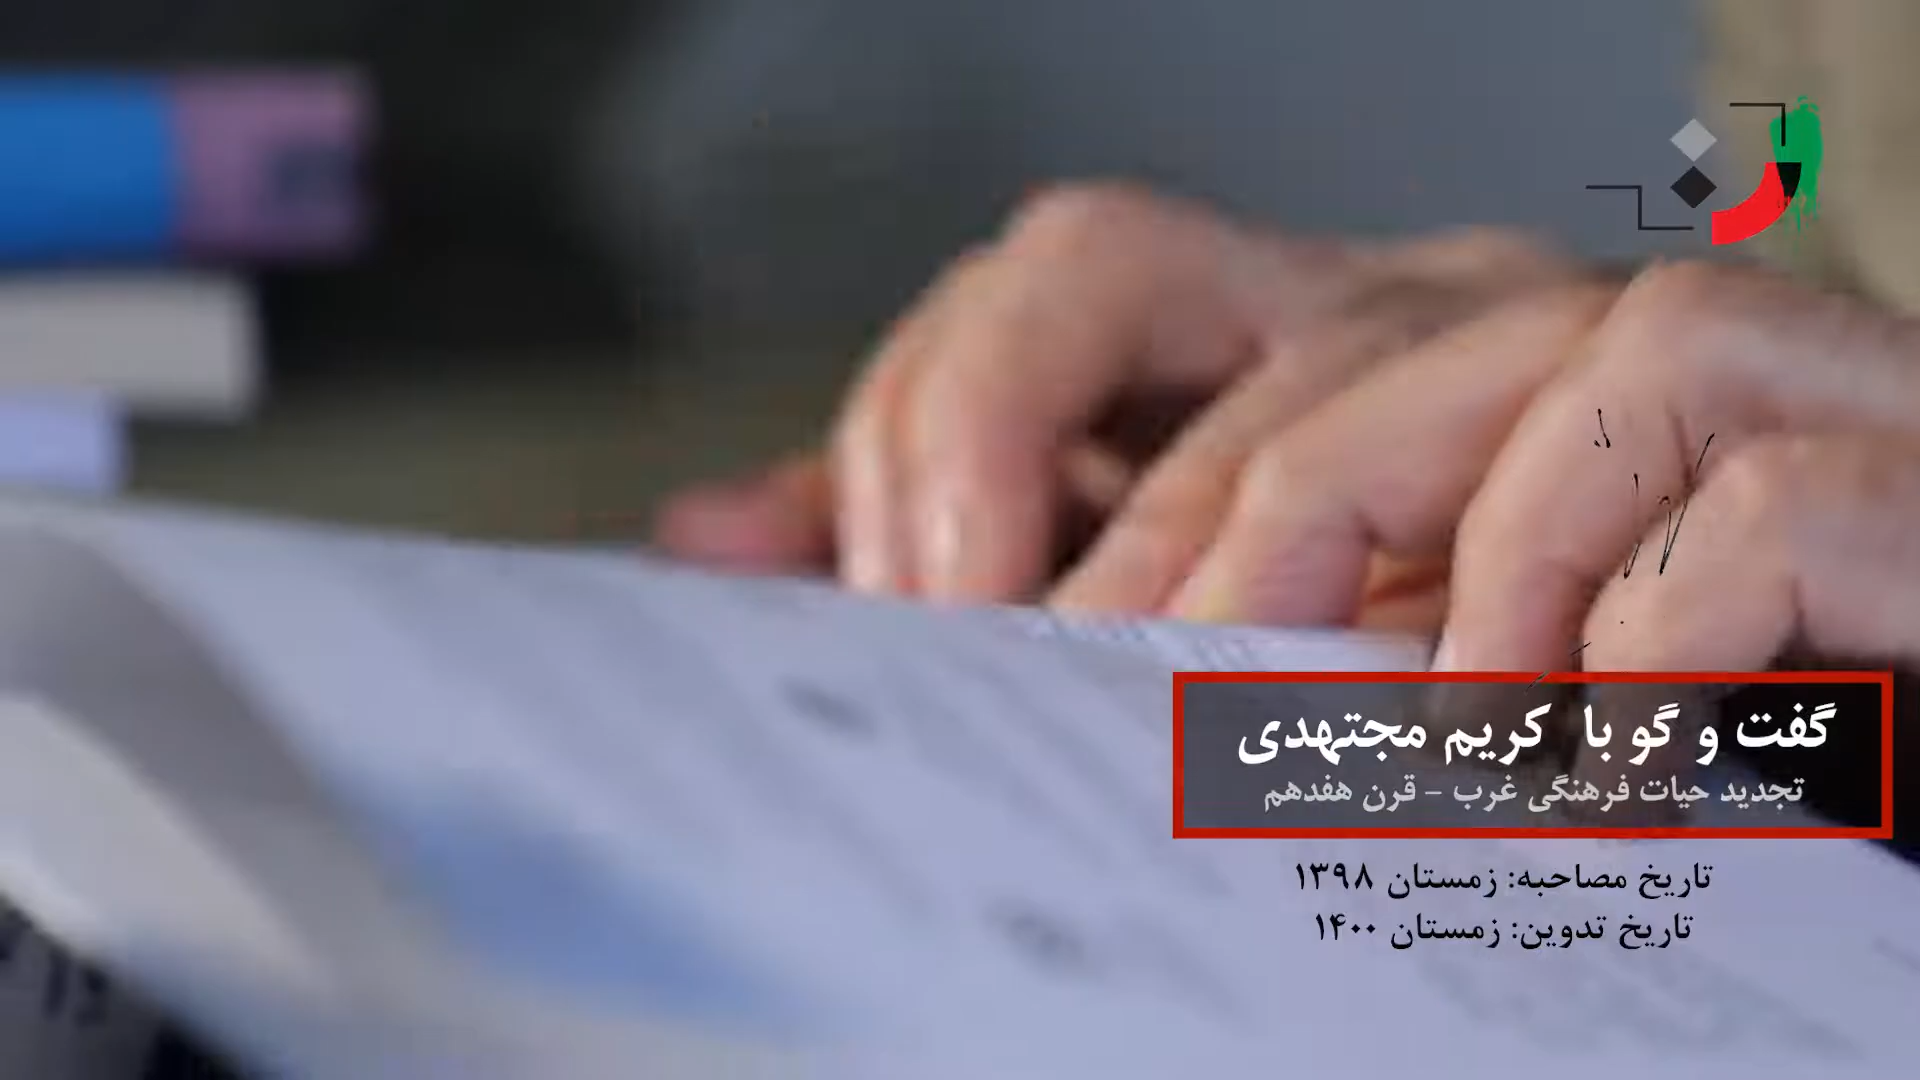 گفت و گو با کریم مجتهدی
تجدید حیات فرهنگی غرب - قرن هفدهم
تاریخ مصاحبه: زمستان ۱۳۹۸
تاریخ تدوین: زمستان ۱۴۰۰